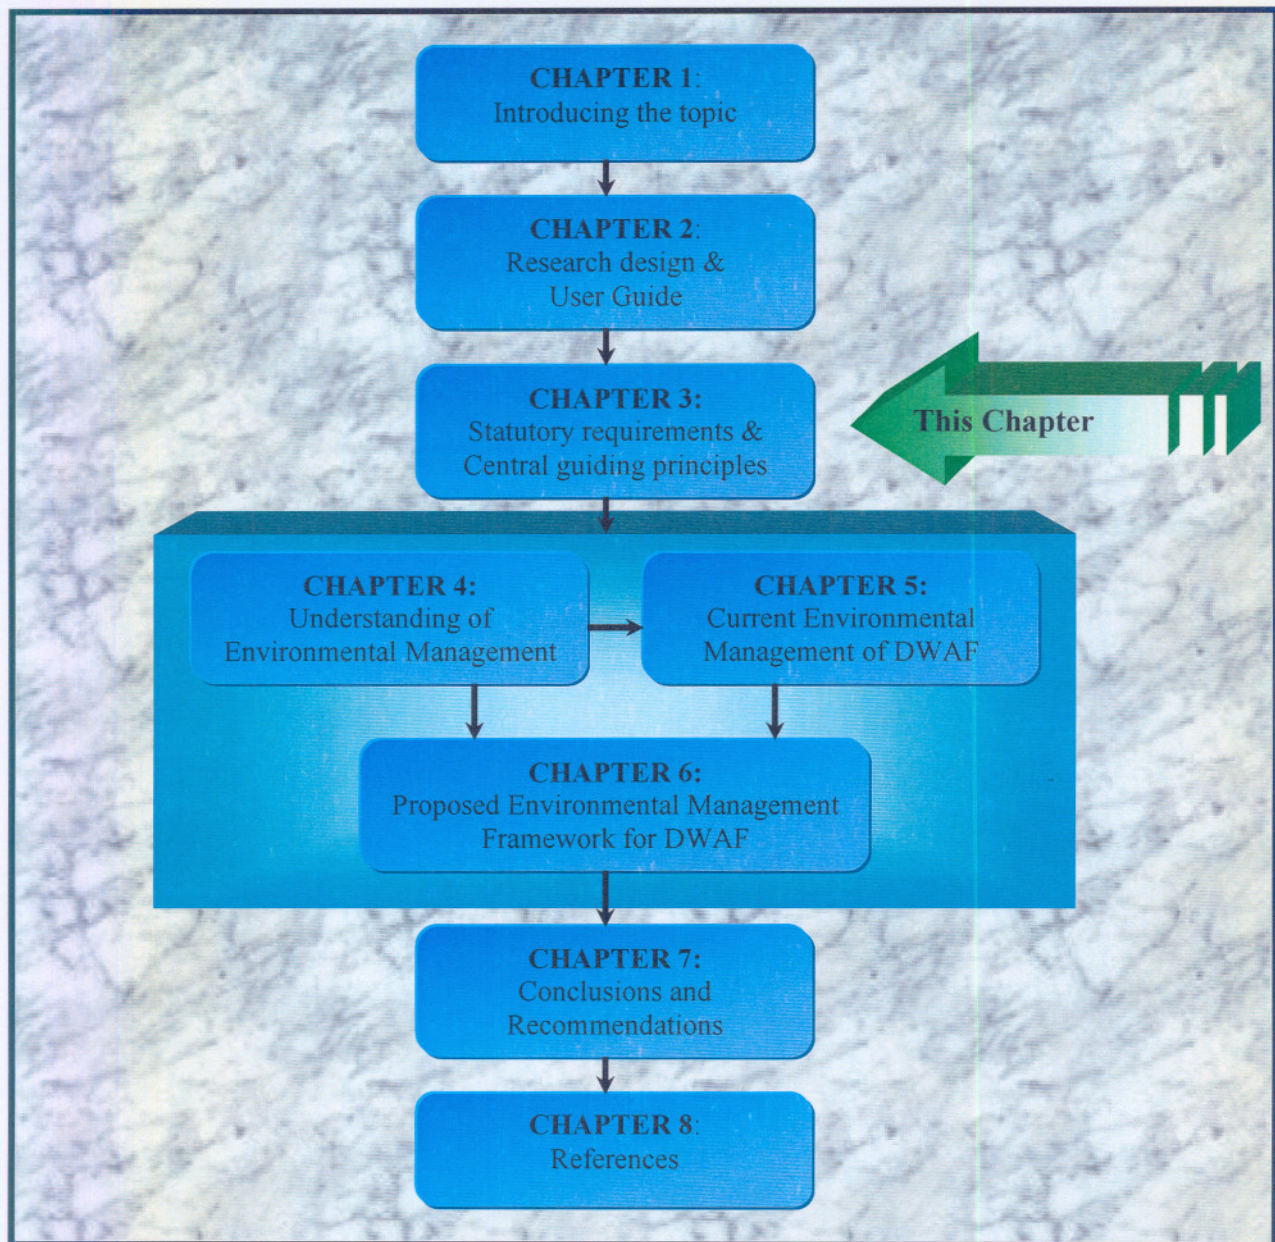 CHAPTER 1:
Introducing the topic
CHAPTER 2:
Research design &
User Guide
CHAPTER 3:
Statutory requirements &
Central guiding principles
This Chapter
CHAPTER 4:
Understanding of
Environmental Management
CHAPTER 5:
Current Environmental
Management of DWAF
CHAPTER 6:
Proposed Environmental Management
Framework for DWAF
CHAPTER 7:
Conclusions and
Recommendations
CHAPTER 8:
References